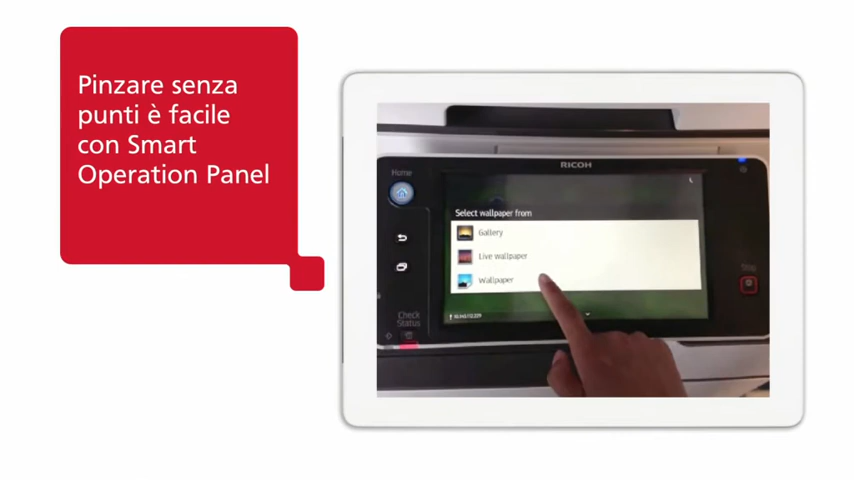 Pinzare senza
punti è facile
con Smart
Operation Panel
RICOH
Home
Select wallpaper from
Gallery
Live wallpaper
Wallpaper
Stop
Check
Status